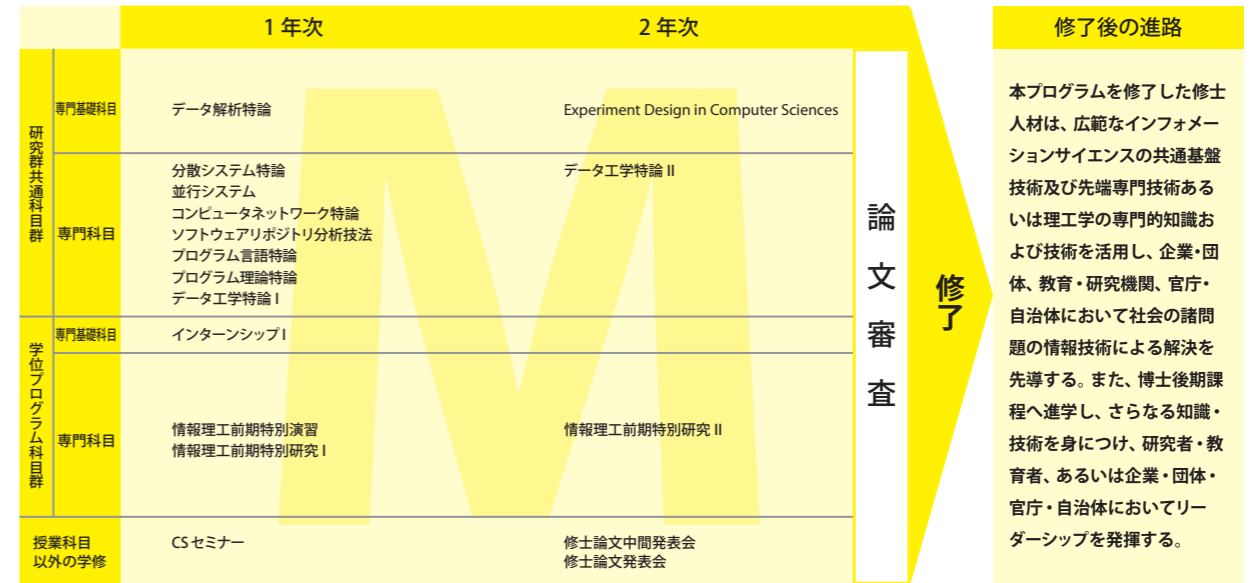 1 年次
2 年次
研究群共通科目群
専門基礎科目
データ解析特論
Experiment Design in Computer Sciences
専門科目
分散システム特論
並行システム
コンピュータネットワーク特論
ソフトウェアリポジトリ分析技法
プログラム言語特論
プログラム理論特論
データ工学特論 I
データ工学特論 II
学位プログラム科目群
専門基礎科目
インターンシップ I
専門科目
情報理工前期特別演習
情報理工前期特別研究 I
情報理工前期特別研究 II
授業科目
以外の学修
CS セミナー
修士論文中間発表会
修士論文発表会
論文審査
修了
M
修了後の進路
本プログラムを修了した修士
人材は、広範なインフォメー
ションサイエンスの共通基盤
技術及び先端専門技術ある
いは理工学の専門的知識お
よび技術を活用し、企業・団
体、教育・研究機関、官庁・
自治体において社会の諸問
題の情報技術による解決を
先導する。また、博士後期課
程へ進学し、さらなる知識・
技術を身につけ、研究者・教
育者、あるいは企業・団体・
官庁・自治体においてリー
ダーシップを発揮する。